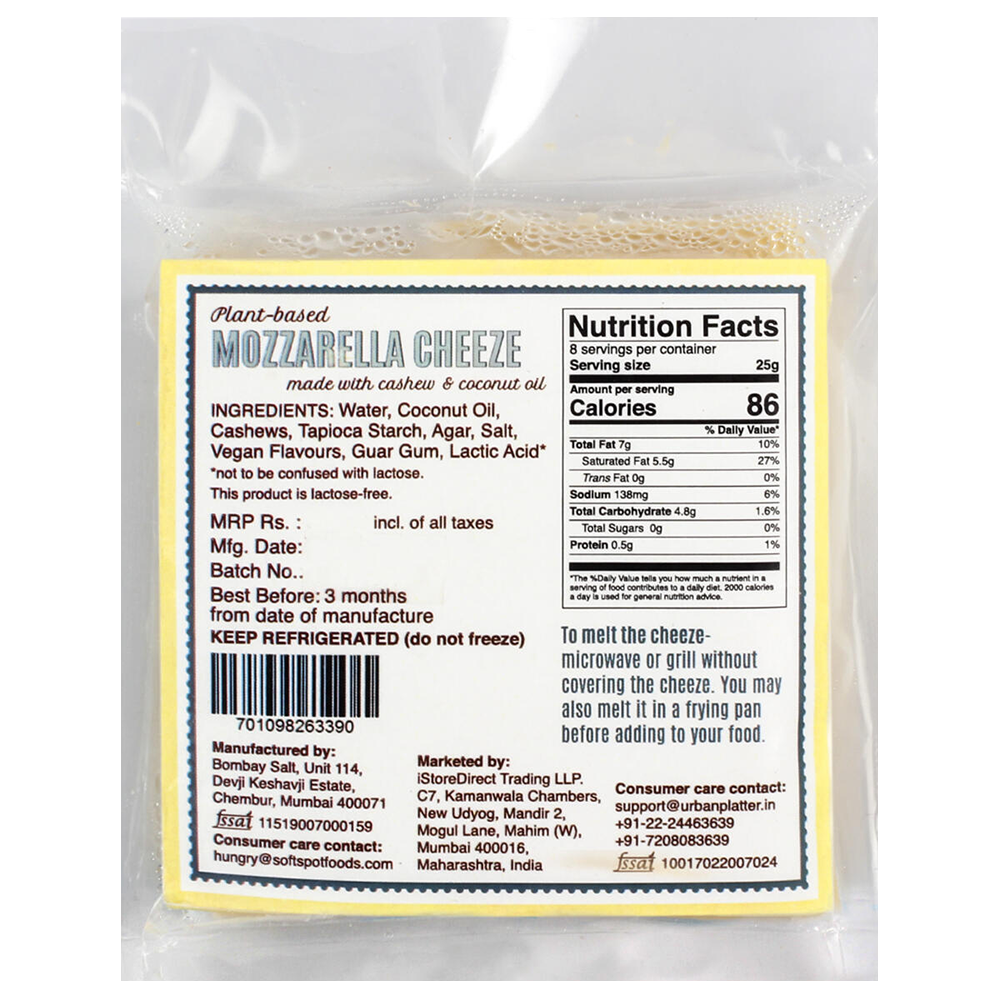 Plant-based
MOZZARELLA CHEEZE
made with cashew & coconut oil
INGREDIENTS: Water, Coconut Oil,
Cashews, Tapioca Starch, Agar, Salt,
Vegan Flavours, Guar Gum, Lactic Acid*
*not to be confused with lactose.
This product is lactose-free.
MRP Rs. : incl. of all taxes
Mfg. Date:
Batch No..
Best Before: 3 months
from date of manufacture
KEEP REFRIGERATED (do not freeze)
701098263390
Manufactured by:
Bombay Salt, Unit 114,
Devji Keshavji Estate,
Chembur, Mumbai 400071
fssai 11519007000159
Consumer care contact:
hungry@softspotfoods.com
Marketed by:
iStoreDirect Trading LLP.
C7, Kamanwala Chambers,
New Udyog, Mandir 2,
Mogul Lane, Mahim (W),
Mumbai 400016,
Maharashtra, India
Nutrition Facts
8 servings per container
Serving size 25g
Amount per serving
Calories 86
% Daily Value*
Total Fat 7g 10%
Saturated Fat 5.5g 27%
Trans Fat 0g 0%
Sodium 138mg 6%
Total Carbohydrate 4.8g 1.6%
Total Sugars 0g 0%
Protein 0.5g 1%
*The %Daily Value tells you how much a nutrient in a
serving of food contributes to a daily diet. 2000 calories
a day is used for general nutrition advice.
To melt the cheeze-
microwave or grill without
covering the cheeze. You may
also melt it in a frying pan
before adding to your food.
Consumer care contact:
support@urbanplatter.in
+91-22-24463639
+91-7208083639
fssai 10017022007024